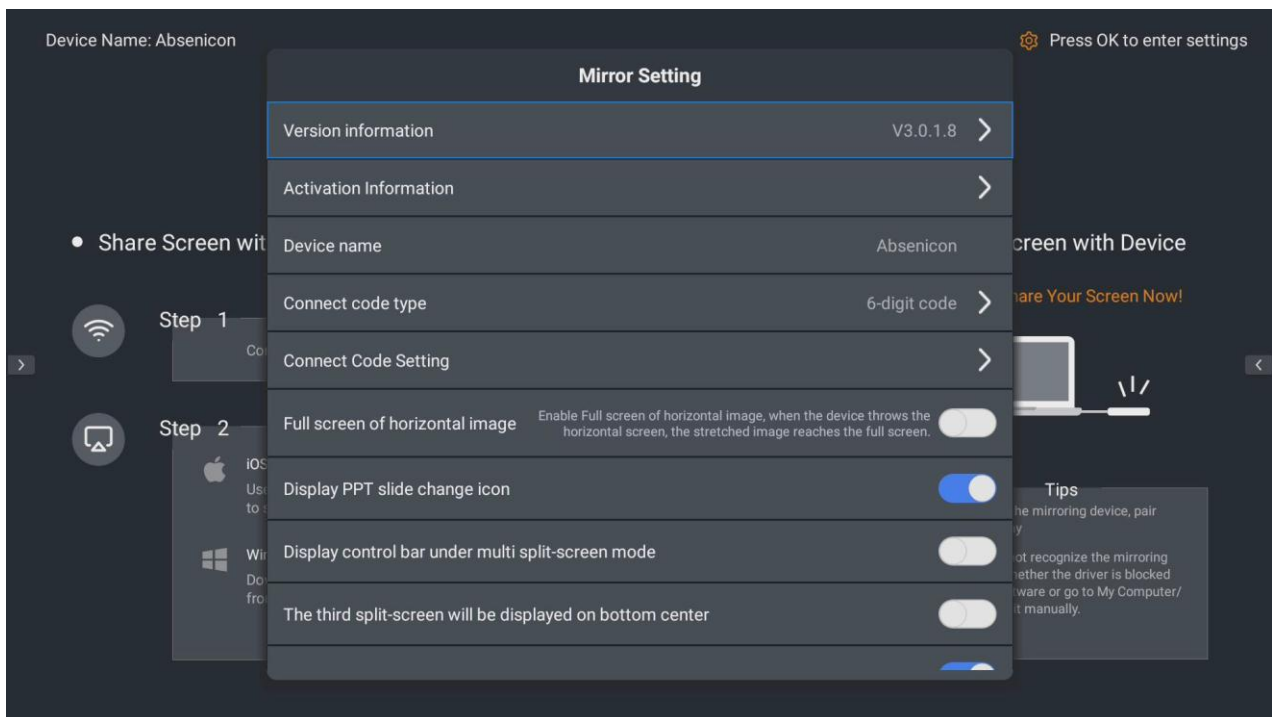 Device Name: Absenicon
Press OK to enter settings
Mirror Setting
Version information V3.0.1.8
Activation Information
Device name Absenicon
Connect code type 6-digit code
Connect Code Setting
Full screen of horizontal image
Enable Full screen of horizontal image, when the device throws the
horizontal screen, the stretched image reaches the full screen.
Display PPT slide change icon
Display control bar under multi split-screen mode
The third split-screen will be displayed on bottom center
Share Screen wit
Step 1
Step 2
iOS
to
creen with Device
Your Screen Now!
Tips
mirroring device, pair
not recognize the mirroring
the driver is blocked
or go to My Computer/
it manually.